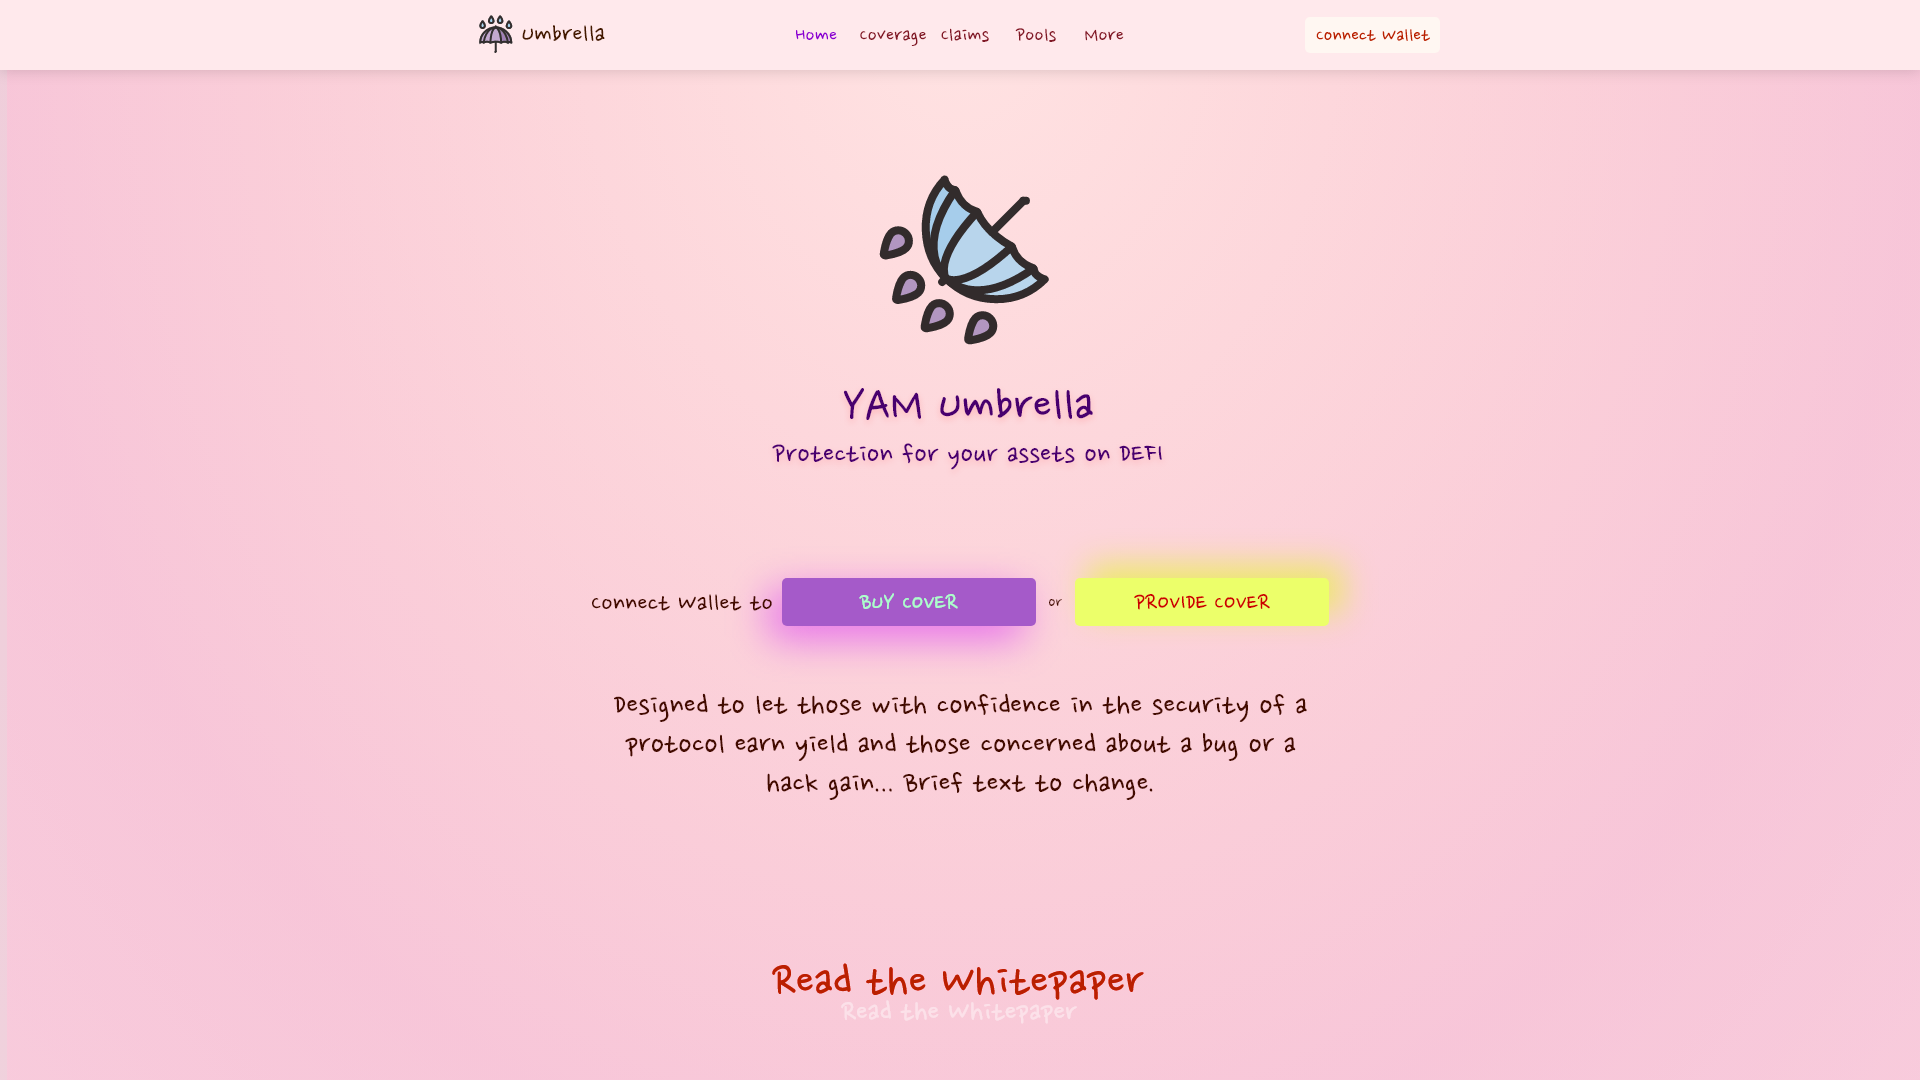 Umbrella
Home Coverage Claims Pools More
Connect Wallet
YAM Umbrella
Protection for your assets on DEFI
Connect Wallet to BUY COVER or PROVIDE COVER
Designed to let those with confidence in the security of a
protocol earn yield and those concerned about a bug or a
hack gain... Brief text to change.
Read the Whitepaper
Read the Whitepaper